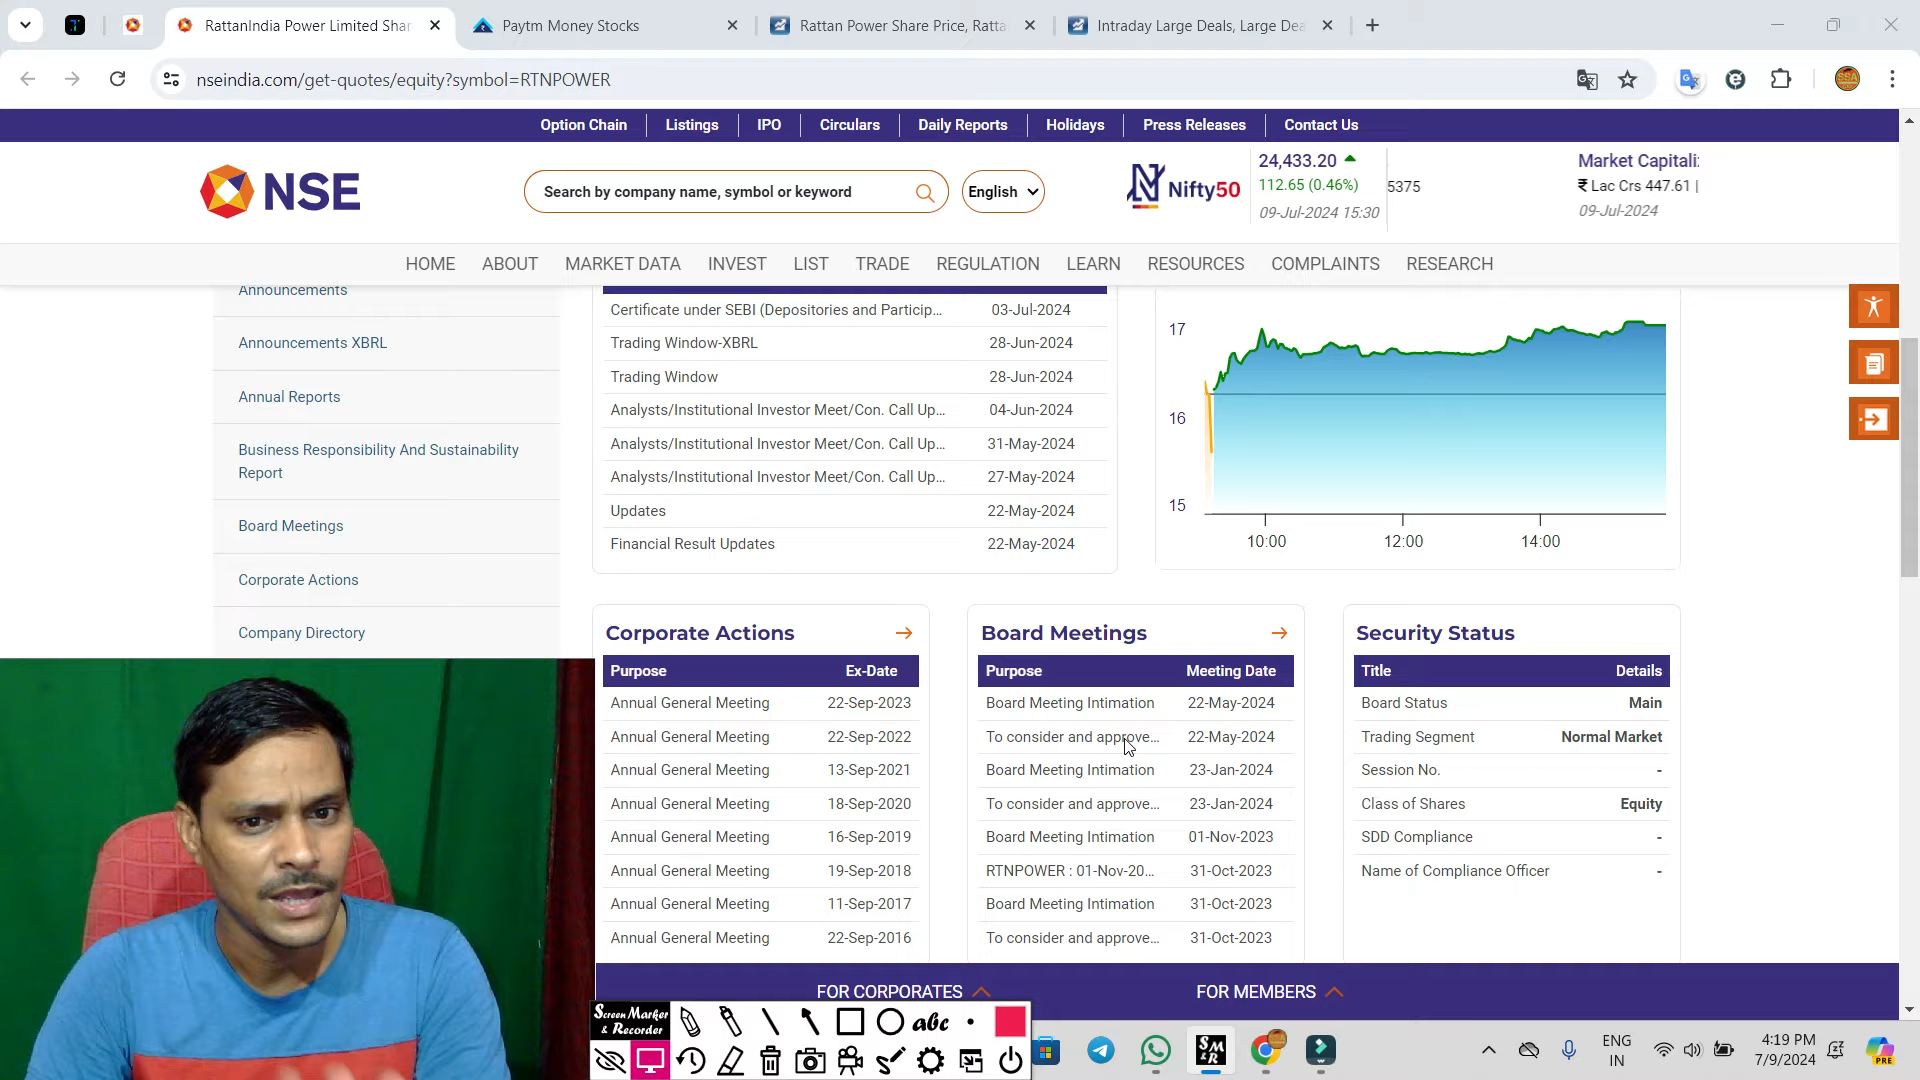 RattanIndia Power Limited Shar
Paytm Money Stocks
Rattan Power Share Price, Ratta
Intraday Large Deals, Large Dea
nseindia.com/get-quotes/equity?symbol=RTNPOWER
SSA
Option Chain
Listings
IPO
Circulars
Daily Reports
Holidays
Press Releases
Contact Us
NSE
Search by company name, symbol or keyword
English
Nifty50
24,433.20
112.65 (0.46%)
09-Jul-2024 15:30
5375
Market Capitali:
₹ Lac Crs 447.61 |
09-Jul-2024
HOME
ABOUT
MARKET DATA
INVEST
LIST
TRADE
REGULATION
LEARN
RESOURCES
COMPLAINTS
RESEARCH
Announcements
Announcements XBRL
Annual Reports
Business Responsibility And Sustainability
Report
Board Meetings
Corporate Actions
Company Directory
Certificate under SEBI (Depositories and Particip... 03-Jul-2024
Trading Window-XBRL 28-Jun-2024
Trading Window 28-Jun-2024
Analysts/Institutional Investor Meet/Con. Call Up... 04-Jun-2024
Analysts/Institutional Investor Meet/Con. Call Up... 31-May-2024
Analysts/Institutional Investor Meet/Con. Call Up... 27-May-2024
Updates 22-May-2024
Financial Result Updates 22-May-2024
17
16
15
10:00 12:00 14:00
Corporate Actions
Purpose Ex-Date
Annual General Meeting 22-Sep-2023
Annual General Meeting 22-Sep-2022
Annual General Meeting 13-Sep-2021
Annual General Meeting 18-Sep-2020
Annual General Meeting 16-Sep-2019
Annual General Meeting 19-Sep-2018
Annual General Meeting 11-Sep-2017
Annual General Meeting 22-Sep-2016
Board Meetings
Purpose Meeting Date
Board Meeting Intimation 22-May-2024
To consider and approve... 22-May-2024
Board Meeting Intimation 23-Jan-2024
To consider and approve... 23-Jan-2024
Board Meeting Intimation 01-Nov-2023
RTNPOWER : 01-Nov-20... 31-Oct-2023
Board Meeting Intimation 31-Oct-2023
To consider and approve... 31-Oct-2023
Security Status
Title Details
Board Status Main
Trading Segment Normal Market
Session No. -
Class of Shares Equity
SDD Compliance -
Name of Compliance Officer -
FOR CORPORATES
FOR MEMBERS
Screen Marker
& Recorder
abc
SM
&R
ENG
IN
4:19 PM
7/9/2024
PRE